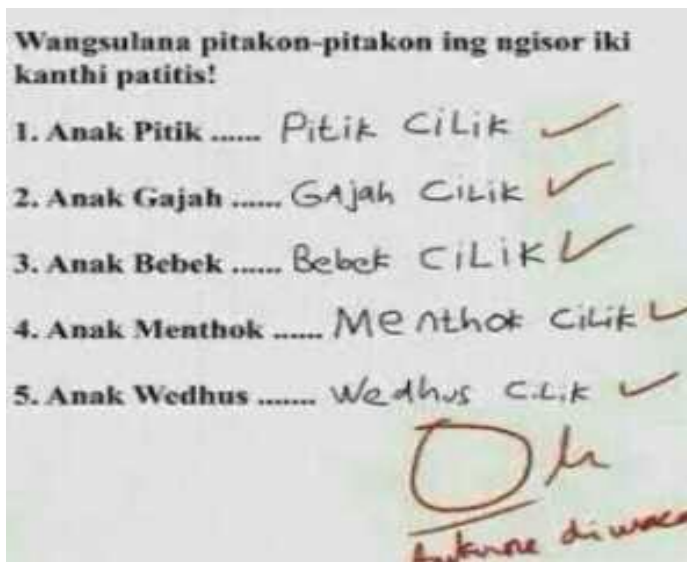 Wangsulana pitakon-pitakon ing ngisor iki
kanthi patitis!
1. Anak Pitik ...... Pitik Cilik
2. Anak Gajah ...... Gajah Cilik
3. Anak Bebek ...... Bebek Cilik
4. Anak Menthok ...... Menthok Cilik
5. Anak Wedhus ....... Wedhus Cilik
diwaca